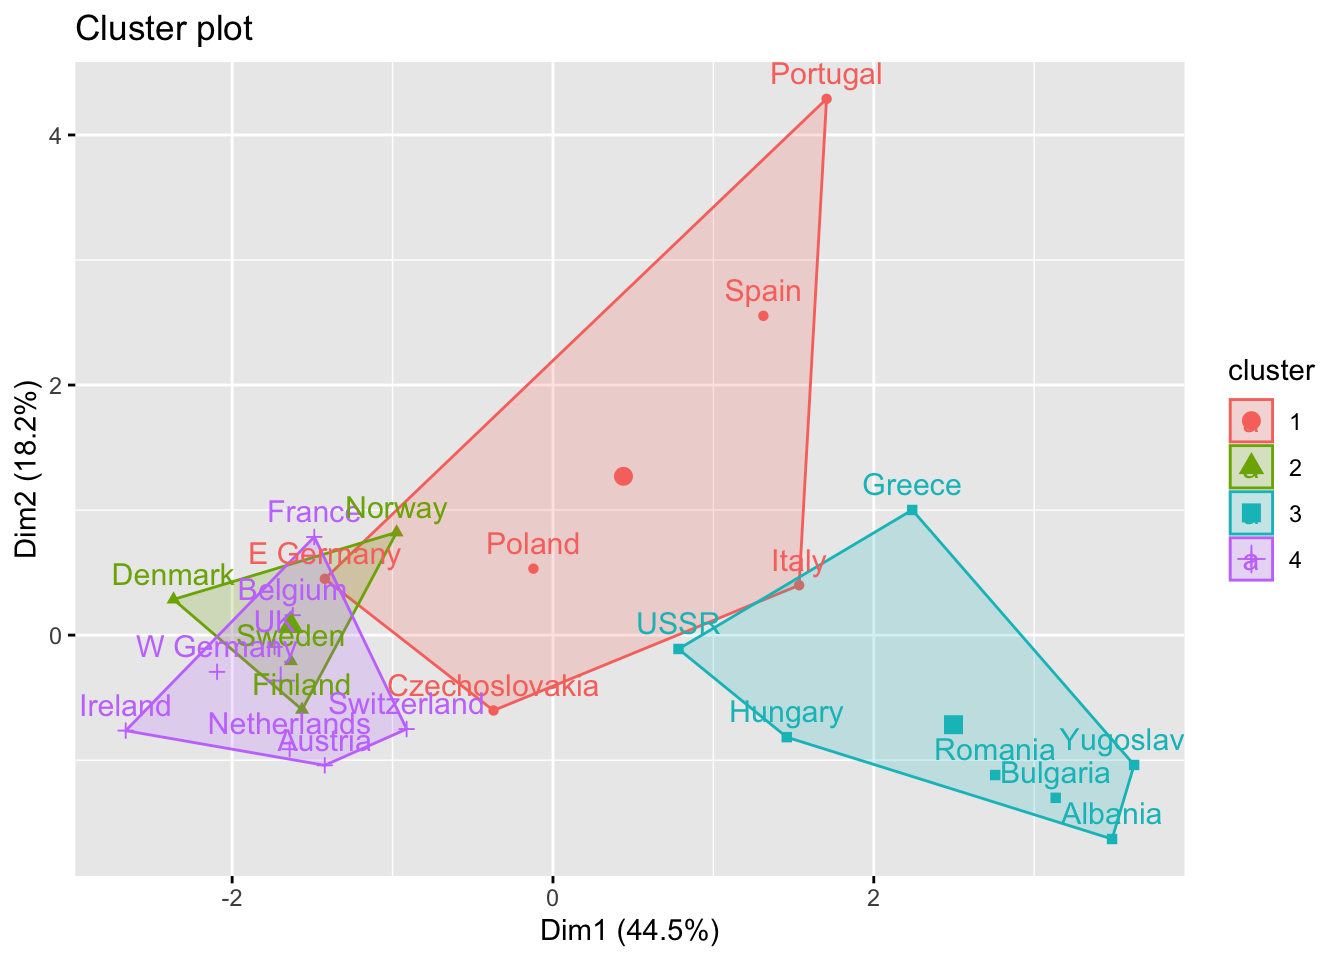 Cluster plot
Portugal
4
Spain
2
Dim2 (18.2%)
cluster
a 1
a 2
a 3
a 4
Greece
France
Norway
Poland
E Germany
Italy
Denmark
Belgium
UK
USSR
0
Sweden
W Germany
Finland
Czechoslovakia
Ireland
Switzerland
Hungary
Netherlands
Austria
Yugoslav
Romania
Bulgaria
Albania
-2
0
2
Dim1 (44.5%)